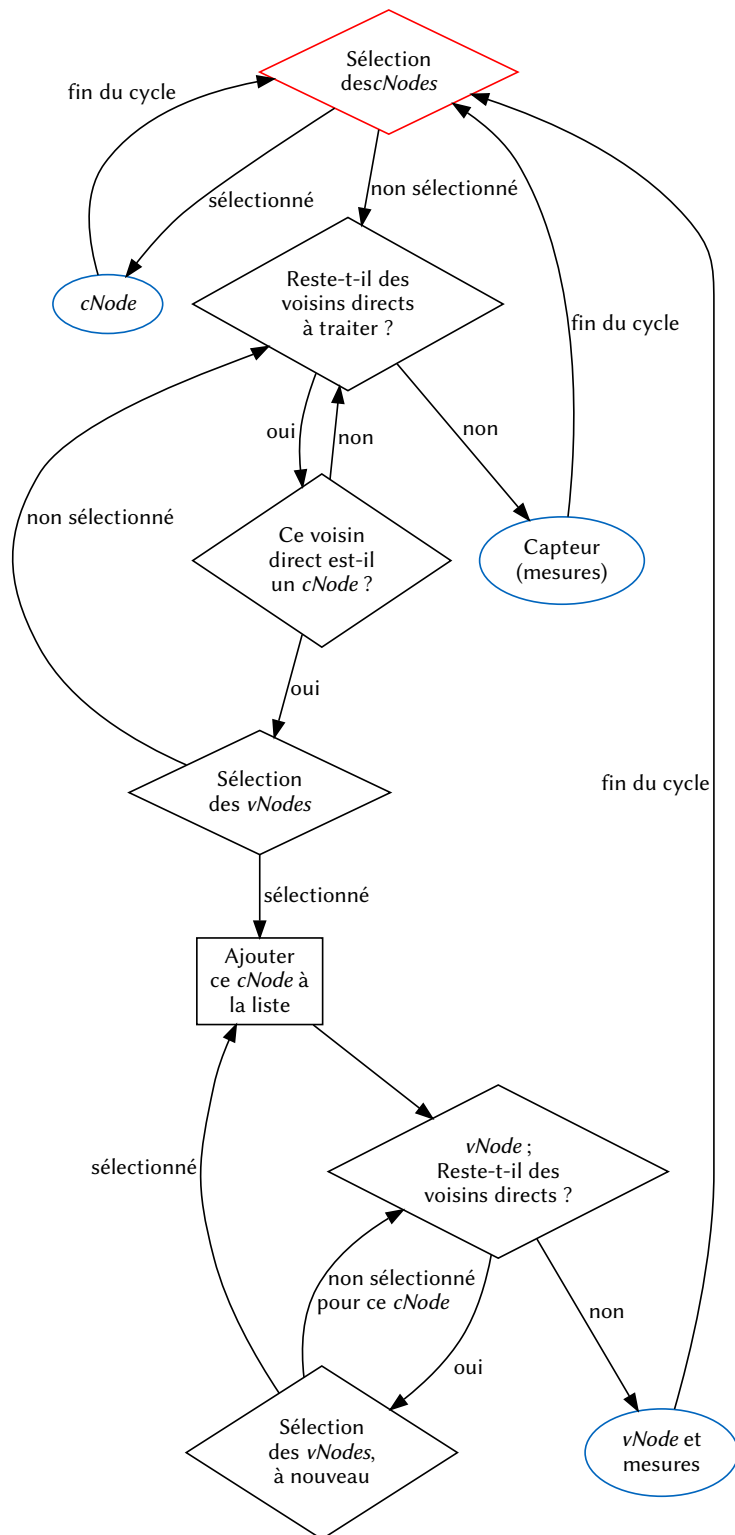 Sélection
descNodes
fin du cycle
sélectionné
non sélectionné
cNode
Reste-t-il des
voisins directs
à traiter ?
fin du cycle
oui
non
non
non sélectionné
Ce voisin
direct est-il
un cNode ?
Capteur
(mesures)
oui
Sélection
des vNodes
fin du cycle
sélectionné
Ajouter
ce cNode à
la liste
sélectionné
vNode ;
Reste-t-il des
voisins directs ?
non sélectionné
pour ce cNode
oui
non
Sélection
des vNodes,
à nouveau
vNode et
mesures